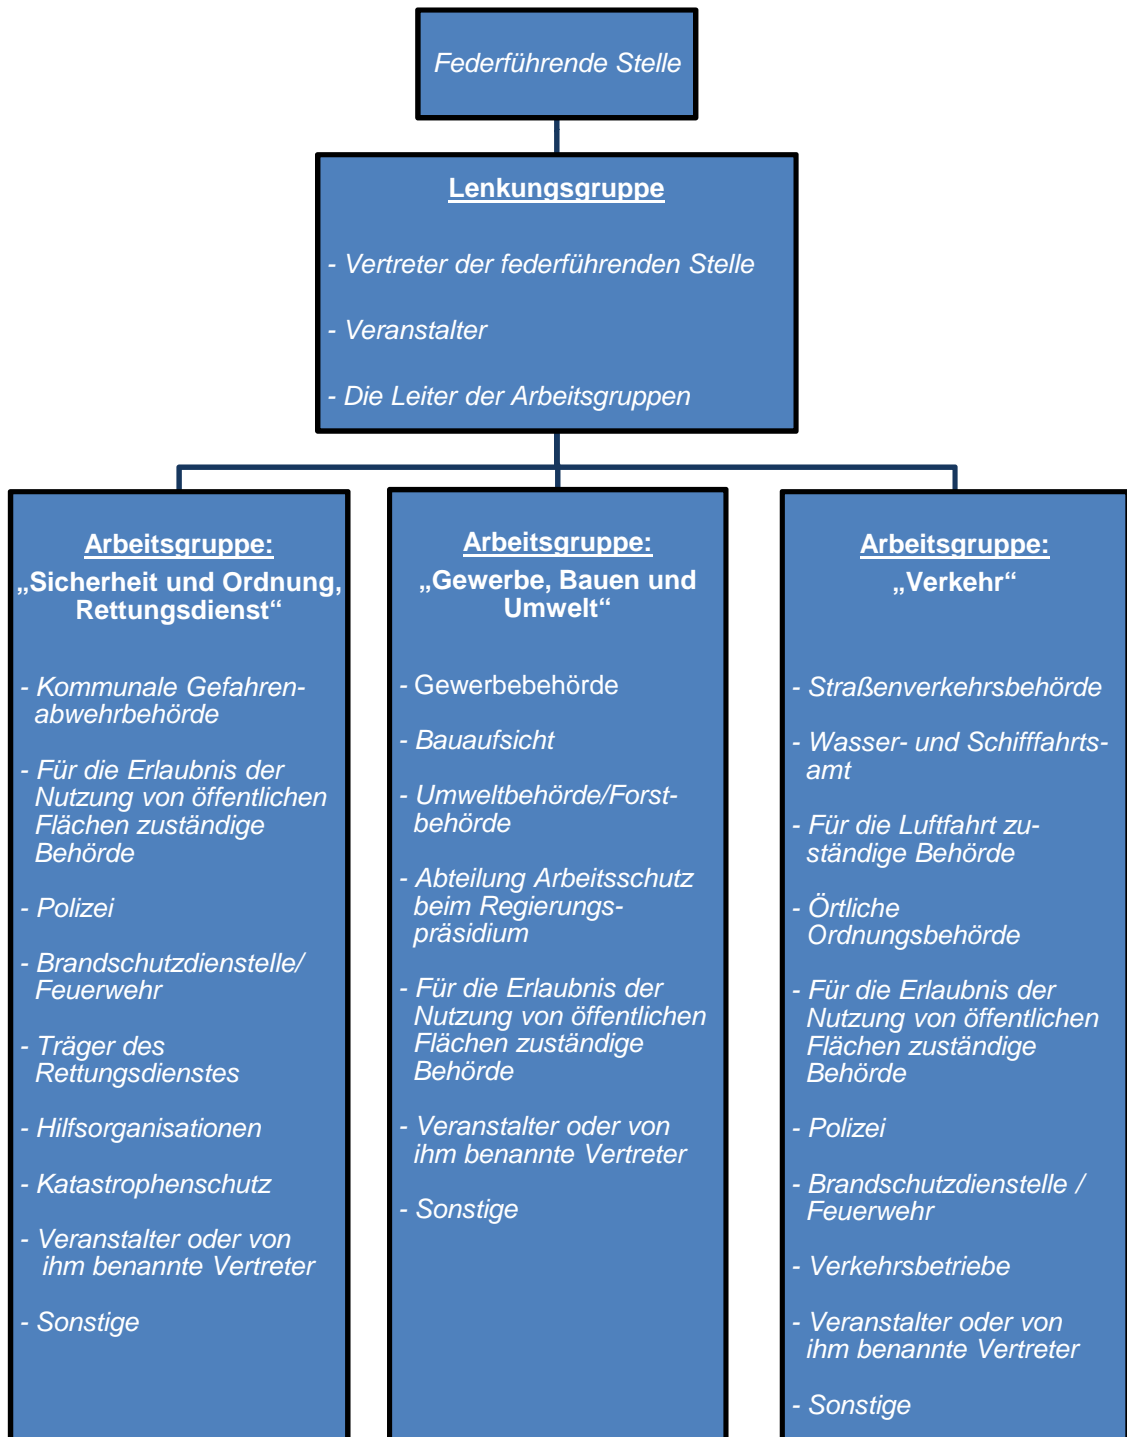 Federführende Stelle
Lenkungsgruppe
- Vertreter der federführenden Stelle
- Veranstalter
- Die Leiter der Arbeitsgruppen
Arbeitsgruppe:
„Sicherheit und Ordnung,
Rettungsdienst“
- Kommunale Gefahren-
abwehrbehörde
- Für die Erlaubnis der
Nutzung von öffentlichen
Flächen zuständige
Behörde
- Polizei
- Brandschutzdienstelle/
Feuerwehr
- Träger des
Rettungsdienstes
- Hilfsorganisationen
- Katastrophenschutz
- Veranstalter oder von
ihm benannte Vertreter
- Sonstige
Arbeitsgruppe:
„Gewerbe, Bauen und
Umwelt“
- Gewerbebehörde
- Bauaufsicht
- Umweltbehörde/Forst-
behörde
- Abteilung Arbeitsschutz
beim Regierungs-
präsidium
- Für die Erlaubnis der
Nutzung von öffentlichen
Flächen zuständige
Behörde
- Veranstalter oder von
ihm benannte Vertreter
- Sonstige
Arbeitsgruppe:
„Verkehr“
- Straßenverkehrsbehörde
- Wasser- und Schifffahrts-
amt
- Für die Luftfahrt zu-
ständige Behörde
- Örtliche
Ordnungsbehörde
- Für die Erlaubnis der
Nutzung von öffentlichen
Flächen zuständige
Behörde
- Polizei
- Brandschutzdienstelle /
Feuerwehr
- Verkehrsbetriebe
- Veranstalter oder von
ihm benannte Vertreter
- Sonstige